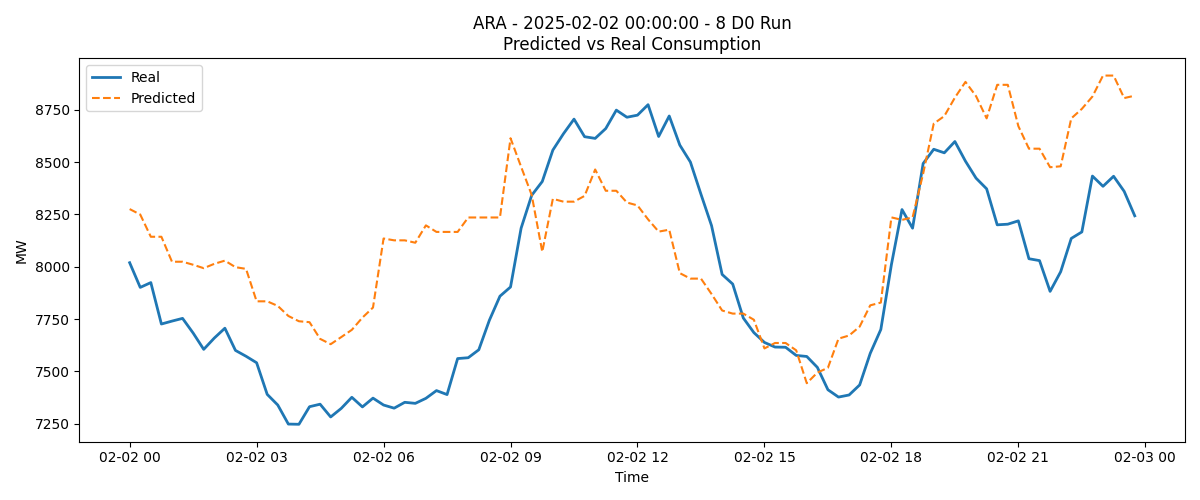 ARA - 2025-02-02 00:00:00 - 8 D0 Run
Predicted vs Real Consumption
Real
Predicted
8750
8500
8250
8000
7750
7500
7250
MW
02-02 00
02-02 03
02-02 06
02-02 09
02-02 12
02-02 15
02-02 18
02-02 21
02-03 00
Time